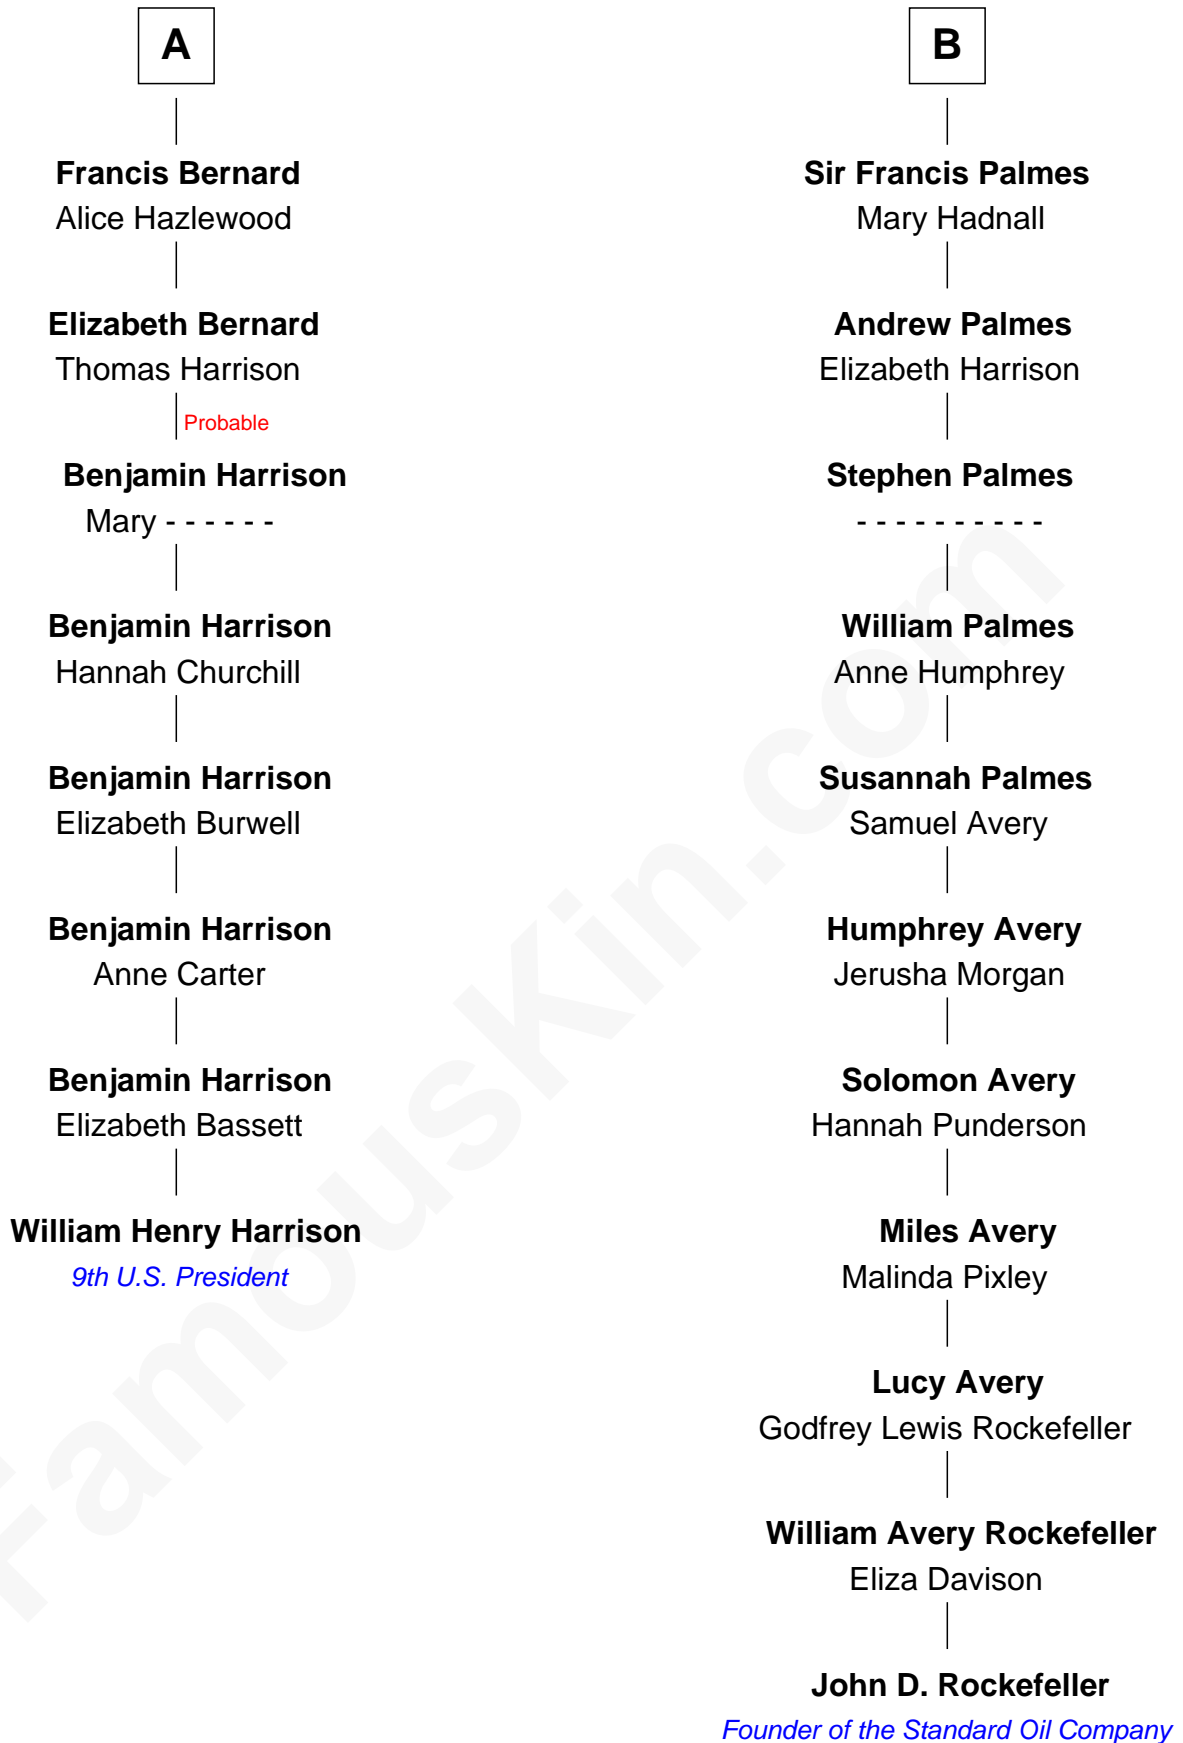 A
Francis Bernard
Alice Hazlewood
Elizabeth Bernard
Thomas Harrison
Probable
Benjamin Harrison
Mary - - - - - -
Benjamin Harrison
Hannah Churchill
Benjamin Harrison
Elizabeth Burwell
Benjamin Harrison
Anne Carter
Benjamin Harrison
Elizabeth Bassett
William Henry Harrison
9th U.S. President
B
Sir Francis Palmes
Mary Hadnall
Andrew Palmes
Elizabeth Harrison
Stephen Palmes
- - - - - - - - - -
William Palmes
Anne Humphrey
Susannah Palmes
Samuel Avery
Humphrey Avery
Jerusha Morgan
Solomon Avery
Hannah Punderson
Miles Avery
Malinda Pixley
Lucy Avery
Godfrey Lewis Rockefeller
William Avery Rockefeller
Eliza Davison
John D. Rockefeller
Founder of the Standard Oil Company
FamousKin.com